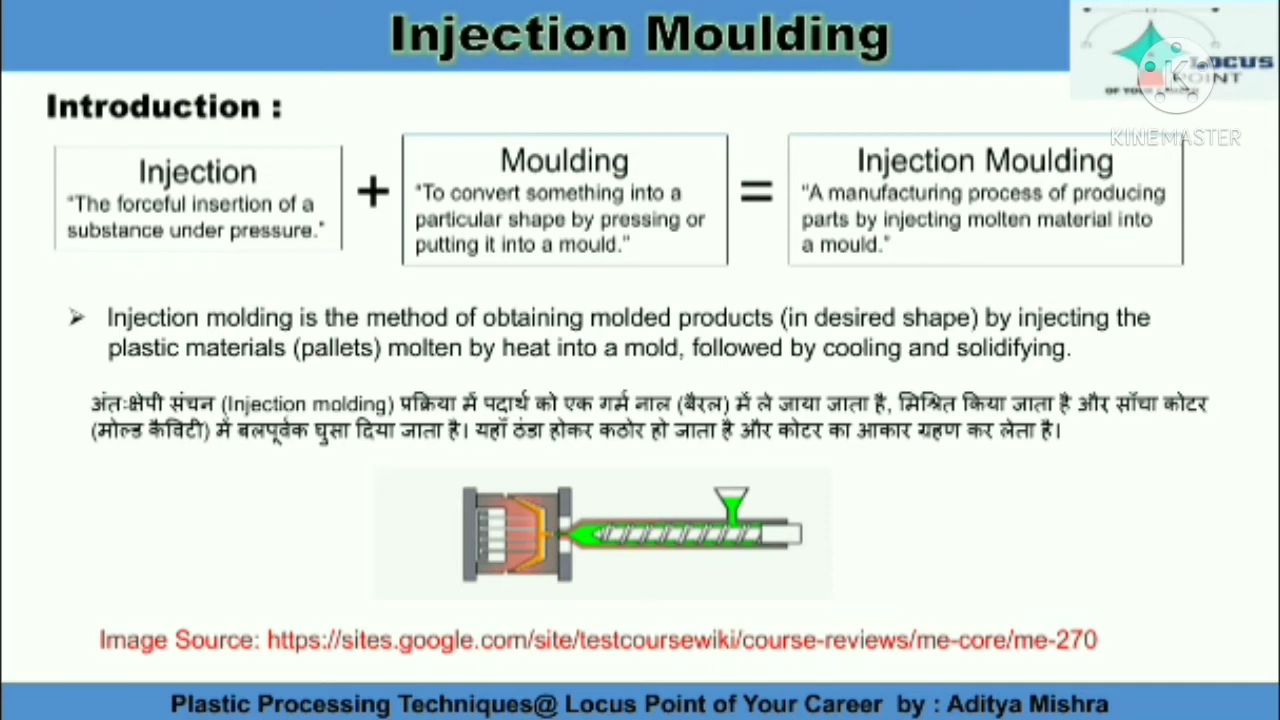 Injection Moulding
LOCUS
POINT
KINEMASTER
Introduction :
Injection
"The forceful insertion of a
substance under pressure."
+
Moulding
"To convert something into a
particular shape by pressing or
putting it into a mould."
=
Injection Moulding
"A manufacturing process of producing
parts by injecting molten material into
a mould."
Injection molding is the method of obtaining molded products (in desired shape) by injecting the
plastic materials (pallets) molten by heat into a mold, followed by cooling and solidifying.
अंतःक्षेपी संचन (Injection molding) प्रक्रिया में पदार्थ को एक गर्म नाल (बैरल) में ले जाया जाता है, मिश्रित किया जाता है और साँचा कोटर
(मोल्ड कैविटी) में बलपूर्वक घुसा दिया जाता है। यहाँ ठंडा होकर कठोर हो जाता है और कोटर का आकार ग्रहण कर लेता है।
Image Source: https://sites.google.com/site/testcoursewiki/course-reviews/me-core/me-270
Plastic Processing Techniques@ Locus Point of Your Career by : Aditya Mishra